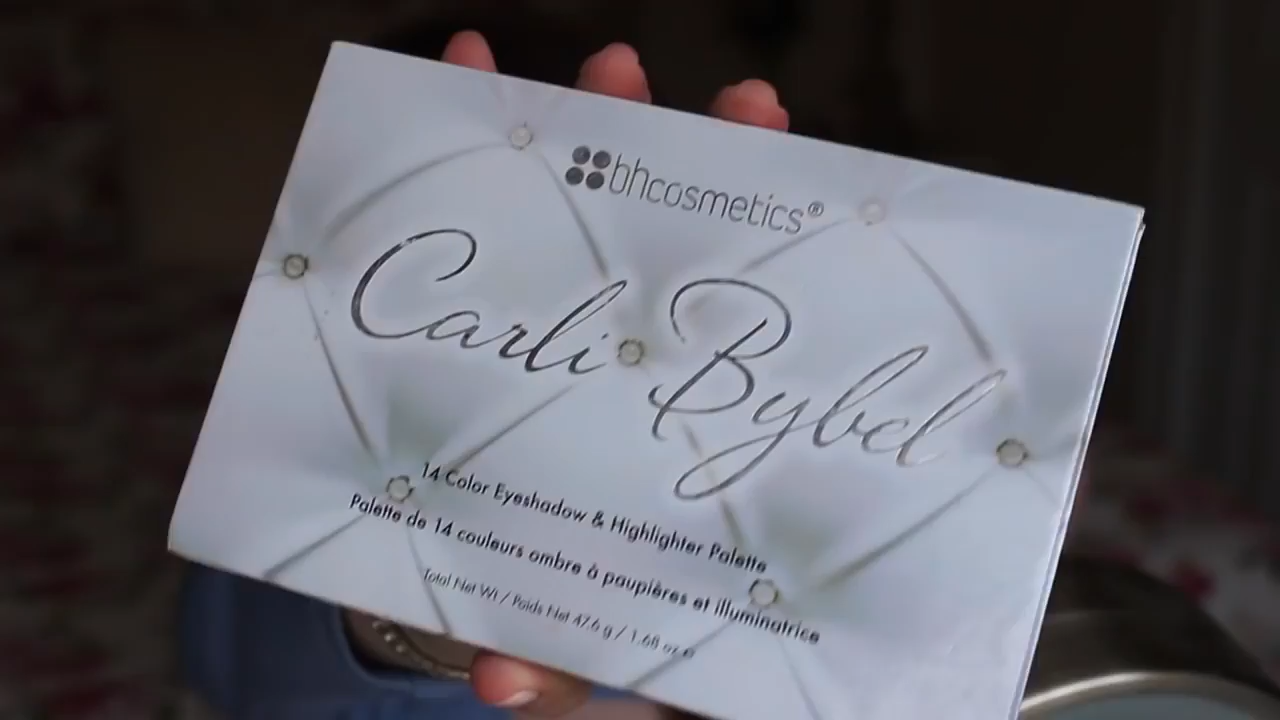 bhcosmetics®
Carli Bybel
14 Color Eyeshadow & Highlighter Palette
Palette de 14 couleurs ombre à paupières et illuminatrice
Total Net Wt / Poids Net 47.6 g / 1.68 oz ℮